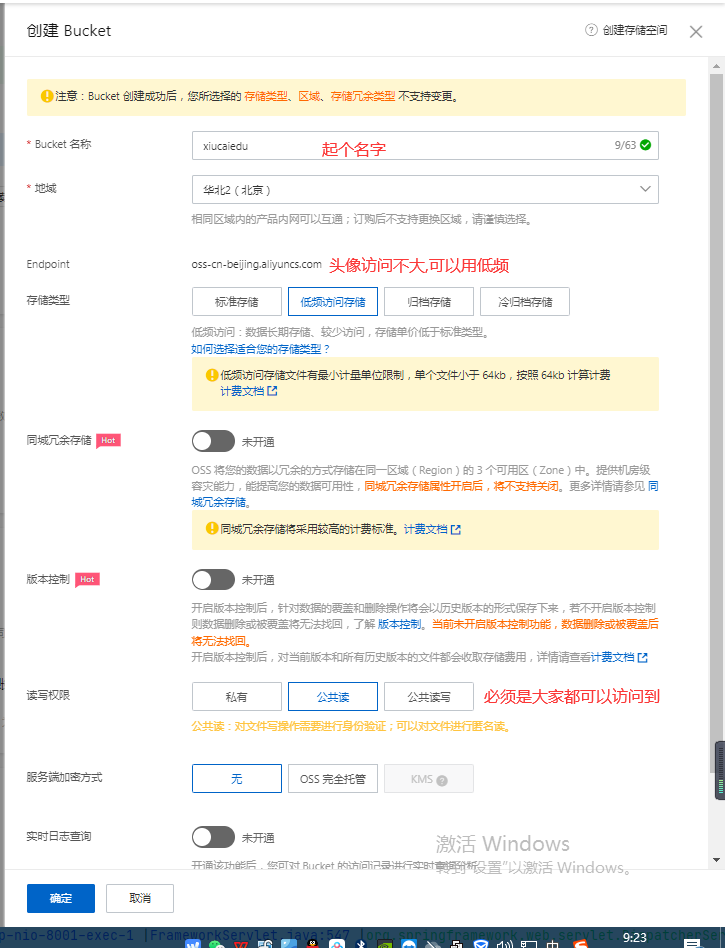 创建 Bucket
创建存储空间
注意：Bucket 创建成功后，您所选择的 存储类型、区域、存储冗余类型 不支持变更。
* Bucket 名称
xiucaiedu
起个名字
9/63
* 地域
华北2（北京）
相同区域内的产品内网可以互通；订购后不支持更换区域，请谨慎选择。
Endpoint
oss-cn-beijing.aliyuncs.com
头像访问不大,可以用低频
存储类型
标准存储
低频访问存储
归档存储
冷归档存储
低频访问：数据长期存储、较少访问，存储单价低于标准类型。
如何选择适合您的存储类型？
低频访问存储文件有最小计量单位限制，单个文件小于 64kb，按照 64kb 计算计费
计费文档
同城冗余存储
Hot
未开通
OSS 将您的数据以冗余的方式存储在同一区域（Region）的 3 个可用区（Zone）中。提供机房级
容灾能力，能提高您的数据可用性，同城冗余存储属性开启后，将不支持关闭。更多详情请参见 同
城冗余存储。
同城冗余存储将采用较高的计费标准。计费文档
版本控制
Hot
未开通
开启版本控制后，针对数据的覆盖和删除操作将会以历史版本的形式保存下来，若不开启版本控制
则数据删除或被覆盖将无法找回，了解 版本控制。当前未开启版本控制功能，数据删除或被覆盖后
将无法找回。
开启版本控制后，对当前版本和所有历史版本的文件都会收取存储费用，详情请查看计费文档
读写权限
私有
公共读
公共读写
必须是大家都可以访问到
公共读：对文件写操作需要进行身份验证；可以对文件进行匿名读。
服务端加密方式
无
OSS 完全托管
KMS
实时日志查询
未开通
开通该功能后，您可对 Bucket 的访问记录进行实时查询分析
激活 Windows
转到"设置"以激活 Windows。
确定
取消
p-nio-8001-exec-1 |FrameworkServlet.java:547 |org.springframework.web.servlet.
9:23
中